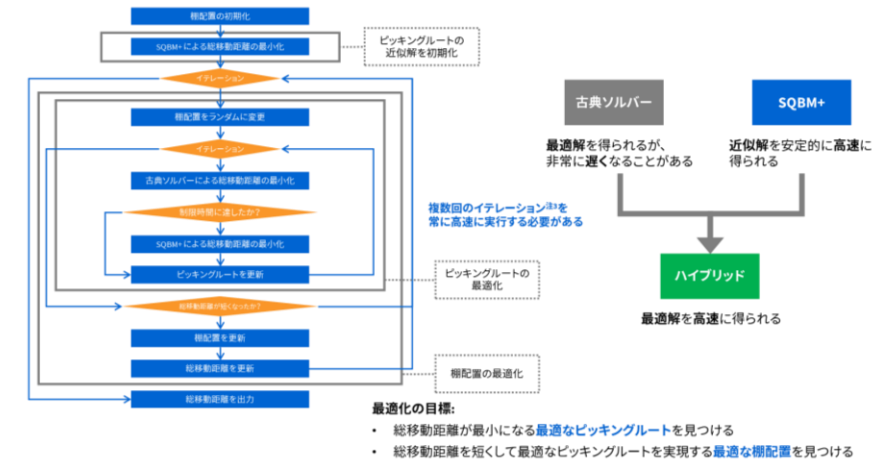 棚配置の初期化
SQBM+による総移動距離の最小化
ピッキングルートの
近似解を初期化
イテレーション
棚配置をランダムに変更
イテレーション
古典ソルバーによる総移動距離の最小化
制限時間に達したか?
SQBM+による総移動距離の最小化
ピッキングルートを更新
複数回のイテレーション注3を
常に高速に実行する必要がある
ピッキングルートの
最適化
総移動距離が短くなったか?
棚配置を更新
総移動距離を更新
棚配置の最適化
総移動距離を出力
古典ソルバー
SQBM+
最適解を得られるが、
非常に遅くなることがある
近似解を安定的に高速に
得られる
ハイブリッド
最適解を高速に得られる
最適化の目標:
• 総移動距離が最小になる最適なピッキングルートを見つける
• 総移動距離を短くして最適なピッキングルートを実現する最適な棚配置を見つける